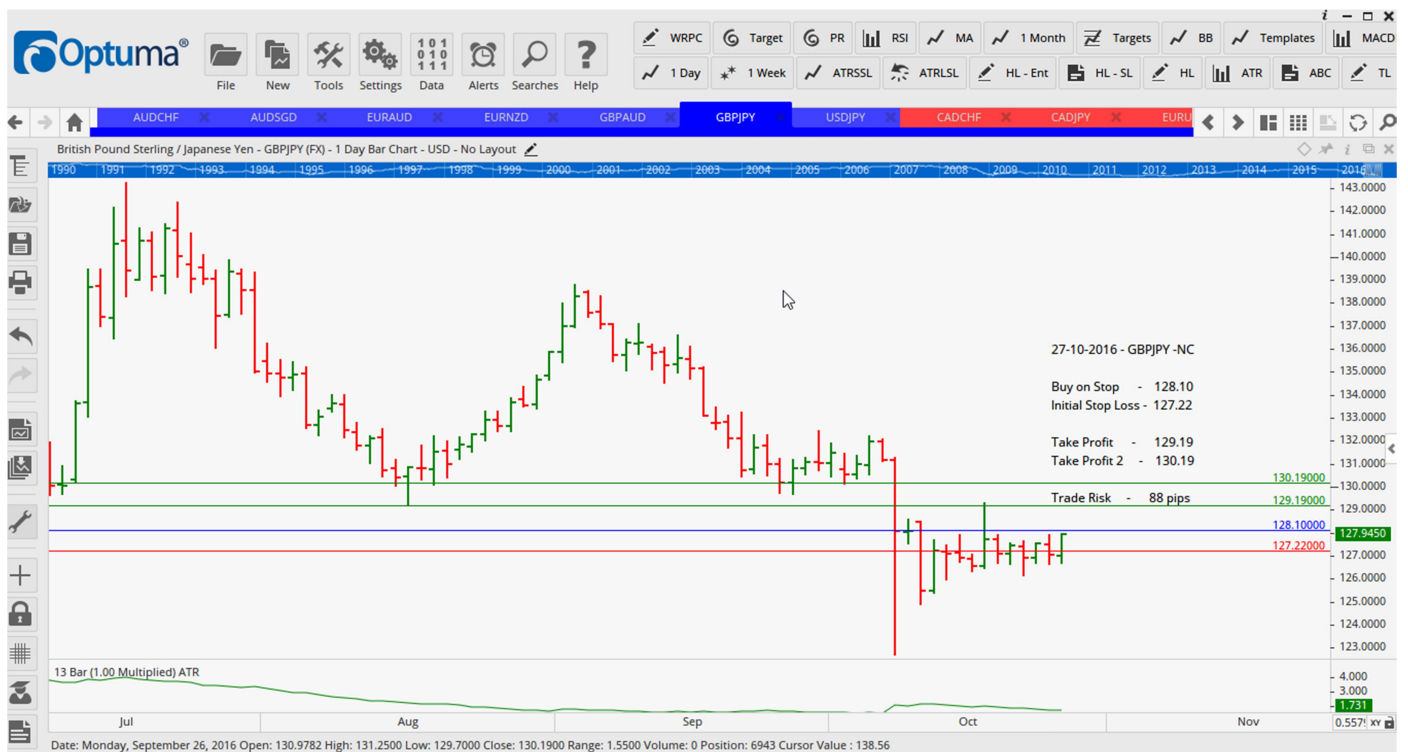 i
Optuma®
File
New
Tools
Settings
101 010 111
Data
Alerts
Searches
?
Help
WRPC
Target
PR
RSI
MA
1 Month
Targets
BB
Templates
MACD
1 Day
1 Week
ATRSSL
ATRLSL
HL - Ent
HL - SL
HL
ATR
ABC
TL
AUDCHF
AUDSGD
EURAUD
EURNZD
GBPAUD
GBPJPY
USDJPY
CADCHF
CADJPY
EURU
British Pound Sterling / Japanese Yen - GBPJPY (FX) - 1 Day Bar Chart - USD - No Layout
1990 1991 1992 1993 1994 1995 1996 1997 1998 1999 2000 2001 2002 2003 2004 2005 2006 2007 2008 2009 2010 2011 2012 2013 2014 2015 2016
143.0000
142.0000
141.0000
140.0000
139.0000
138.0000
137.0000
136.0000
135.0000
134.0000
133.0000
132.0000
131.0000
130.0000
129.0000
127.9450
127.0000
126.0000
125.0000
124.0000
123.0000
27-10-2016 - GBPJPY -NC
Buy on Stop - 128.10
Initial Stop Loss - 127.22
Take Profit - 129.19
Take Profit 2 - 130.19
Trade Risk - 88 pips
130.19000
129.19000
128.10000
127.22000
13 Bar (1.00 Multiplied) ATR
4.000
3.000
1.731
Jul Aug Sep Oct Nov
XY
Date: Monday, September 26, 2016 Open: 130.9782 High: 131.2500 Low: 129.7000 Close: 130.1900 Range: 1.5500 Volume: 0 Position: 6943 Cursor Value : 138.56